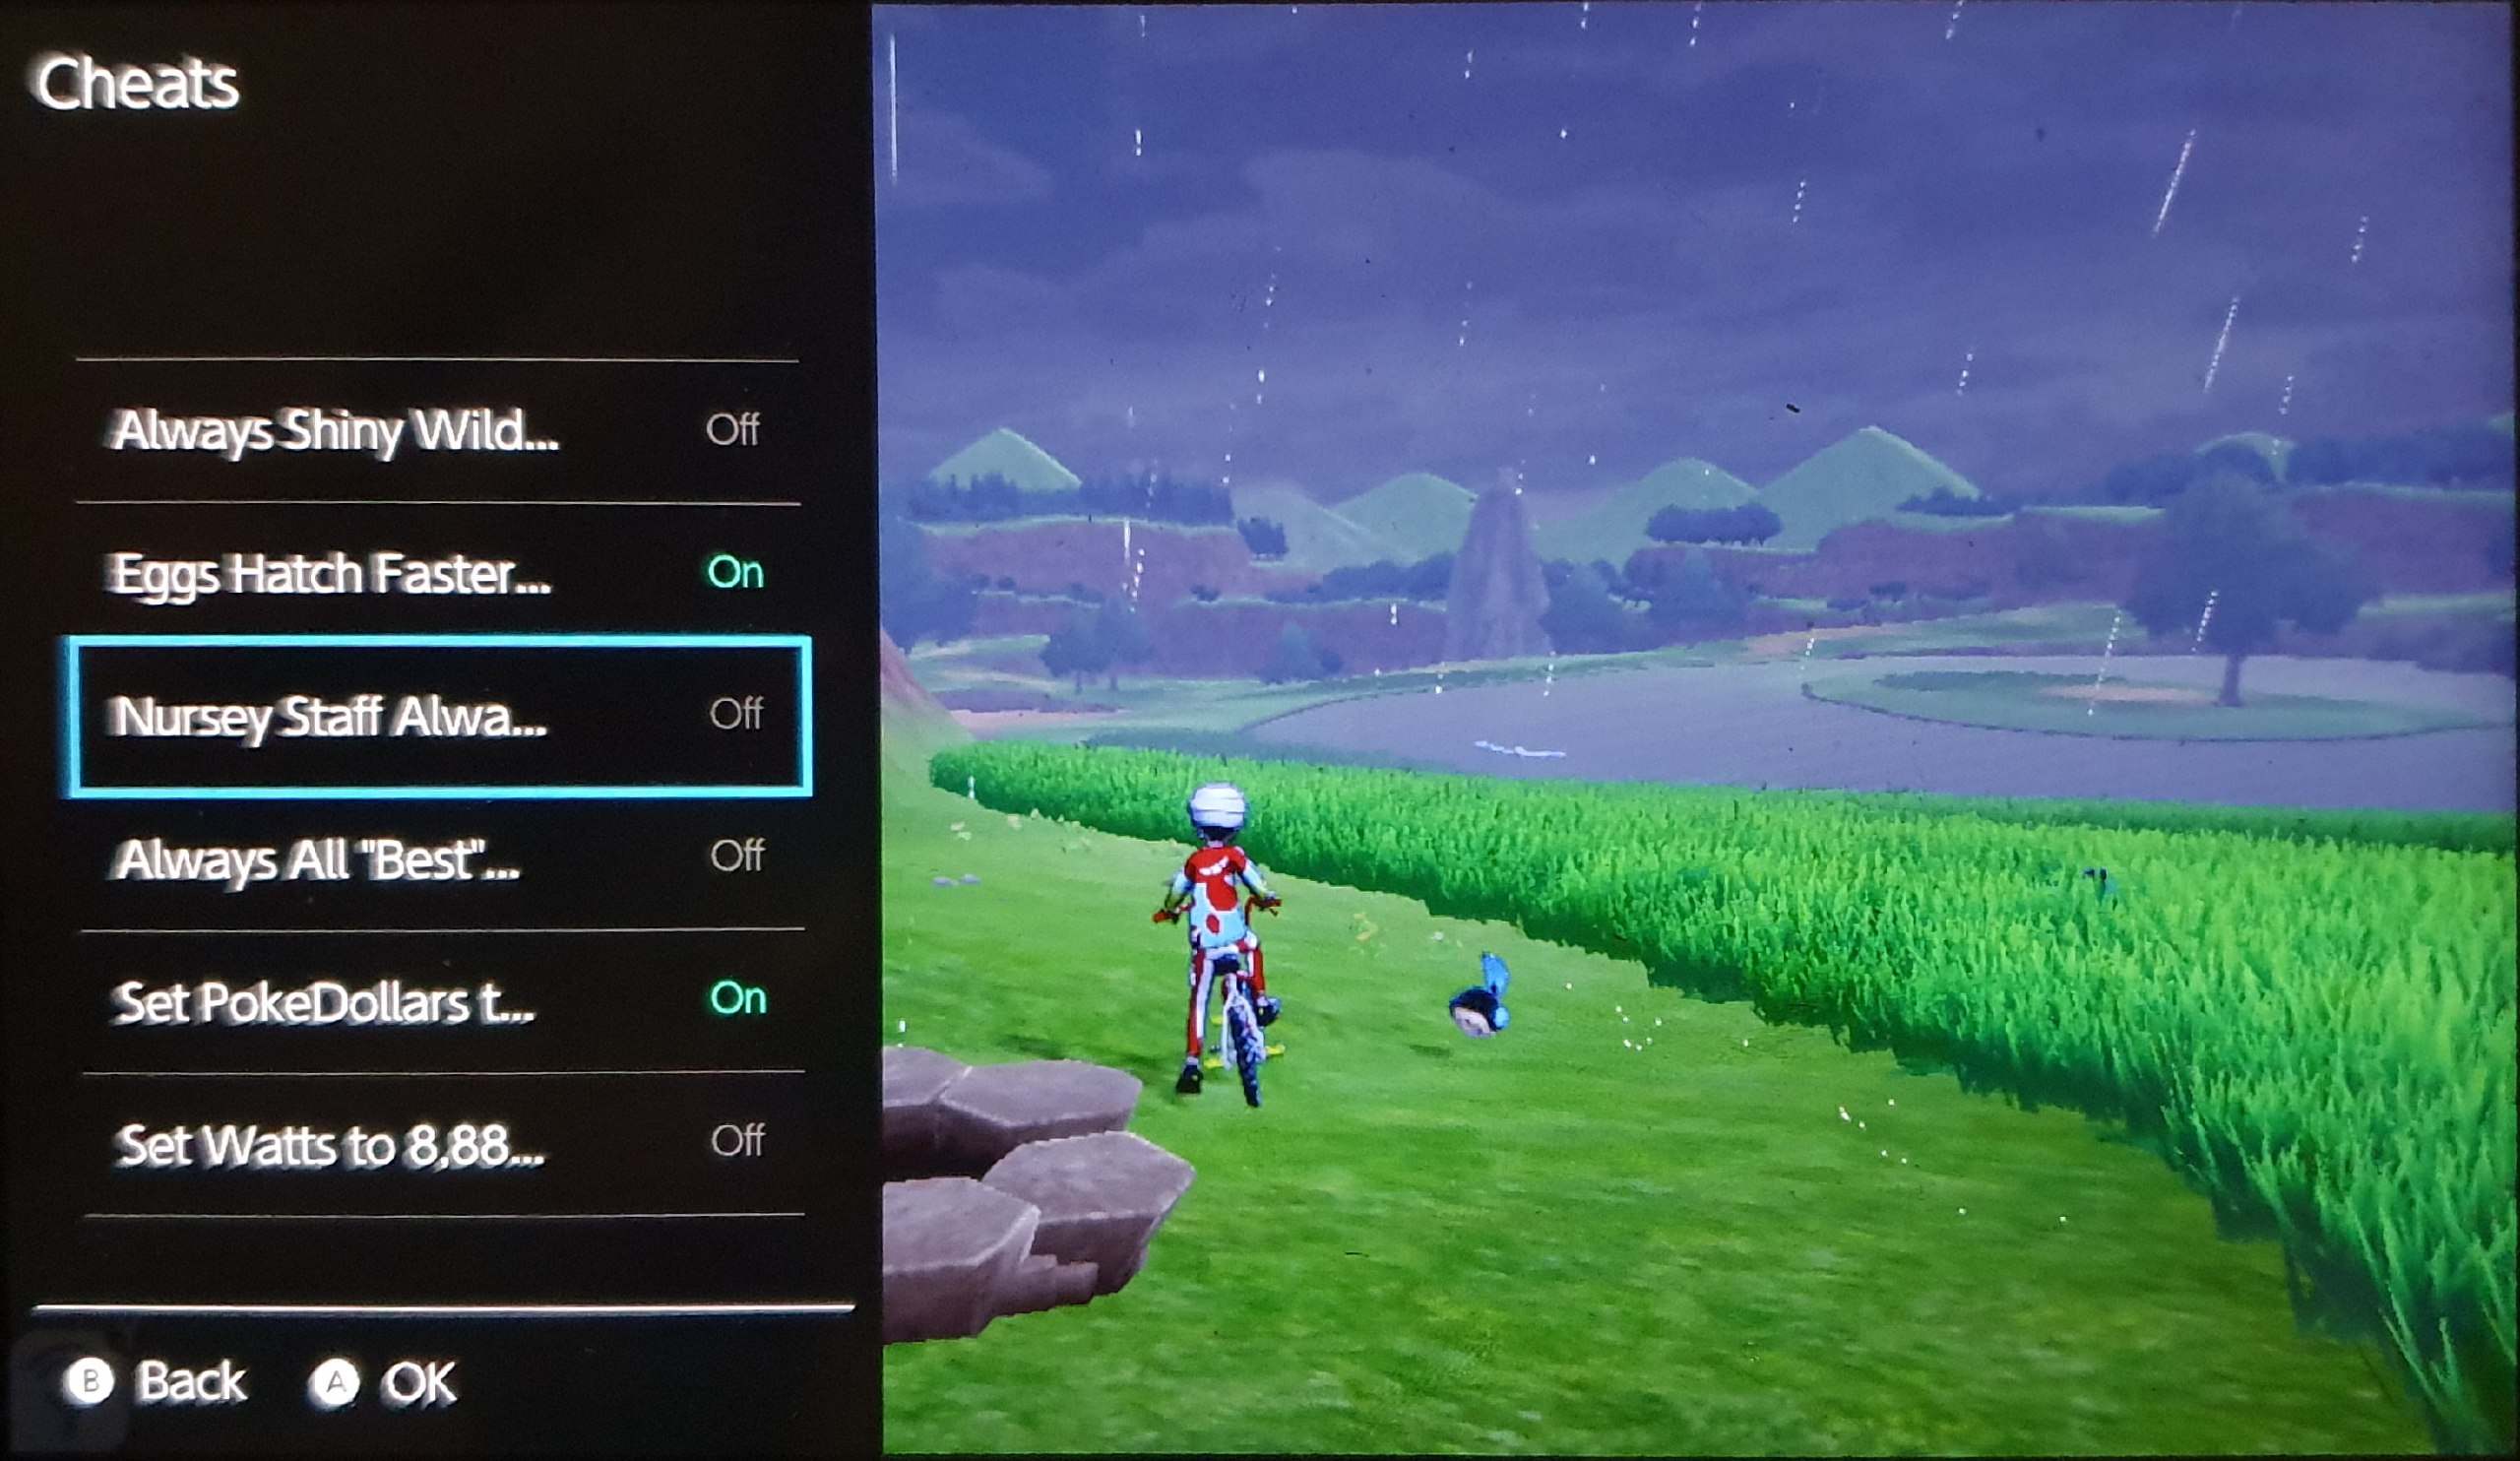 Cheats
Always Shiny Wild... Off
Eggs Hatch Faster... On
Nursey Staff Alwa... Off
Always All "Best"... Off
Set PokeDollars t... On
Set Watts to 8,88... Off
B Back A OK